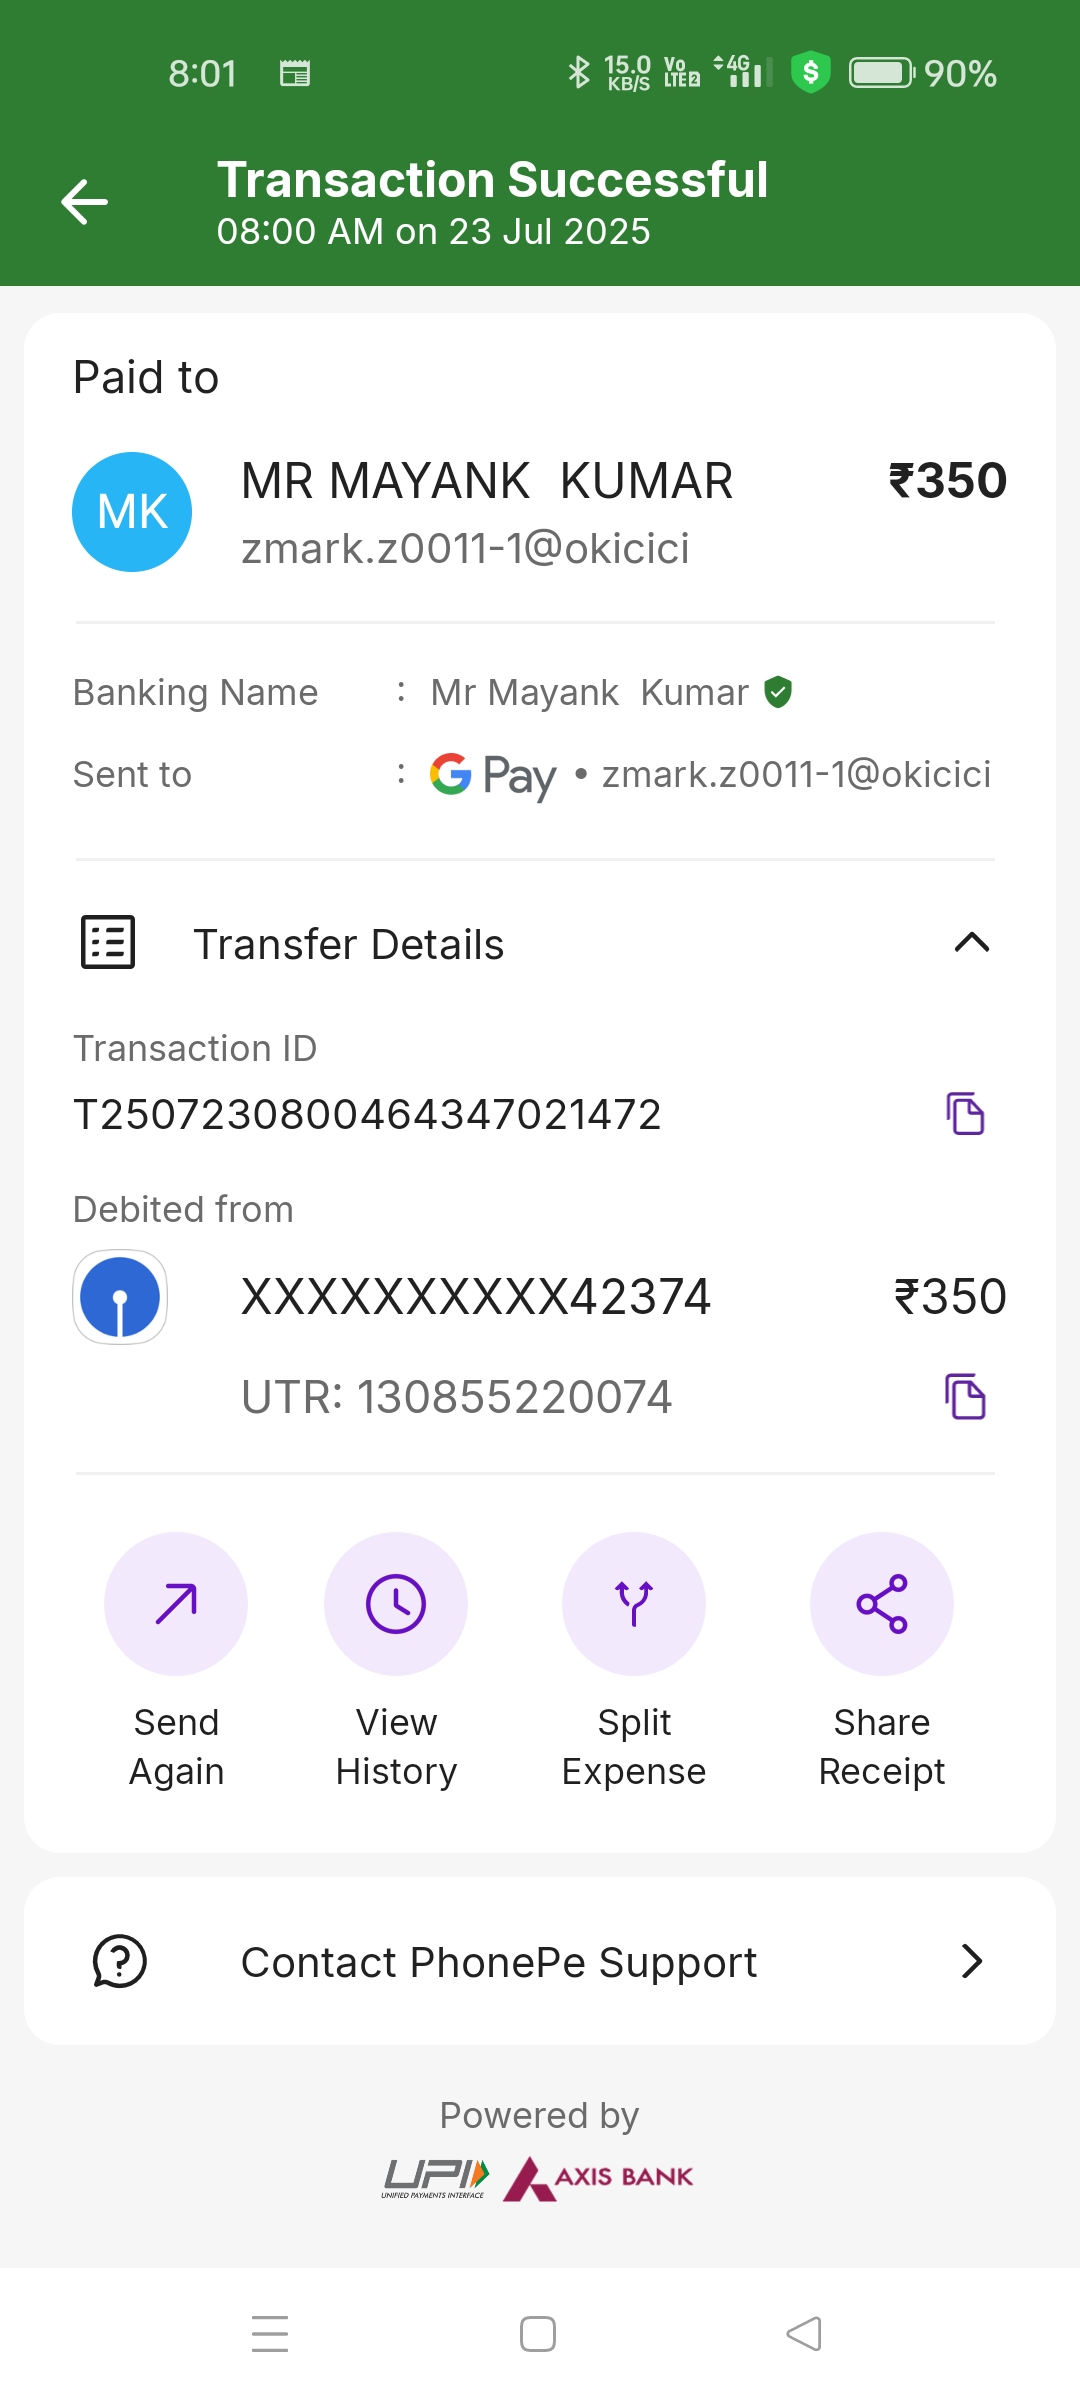 8:01
15.0 KB/S
Vo LTE 2
4G
$
90%
Transaction Successful
08:00 AM on 23 Jul 2025
Paid to
MK
MR MAYANK  KUMAR
₹350
zmark.z0011-1@okicici
Banking Name : Mr Mayank  Kumar
Sent to : G Pay • zmark.z0011-1@okicici
Transfer Details
Transaction ID
T2507230800464347021472
Debited from
XXXXXXXXXX42374
₹350
UTR: 130855220074
Send Again
View History
Split Expense
Share Receipt
Contact PhonePe Support
Powered by
UPI
UNIFIED PAYMENTS INTERFACE
AXIS BANK